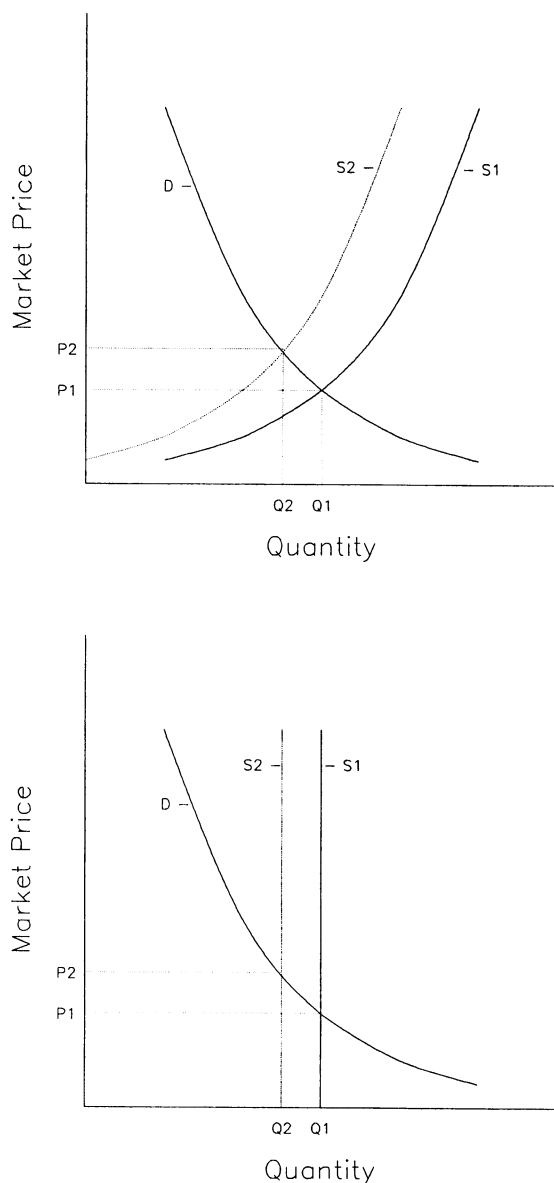 S2
S1
D
Market Price
P2
P1
Q2 Q1
Quantity
S2
S1
D
Market Price
P2
P1
Q2 Q1
Quantity